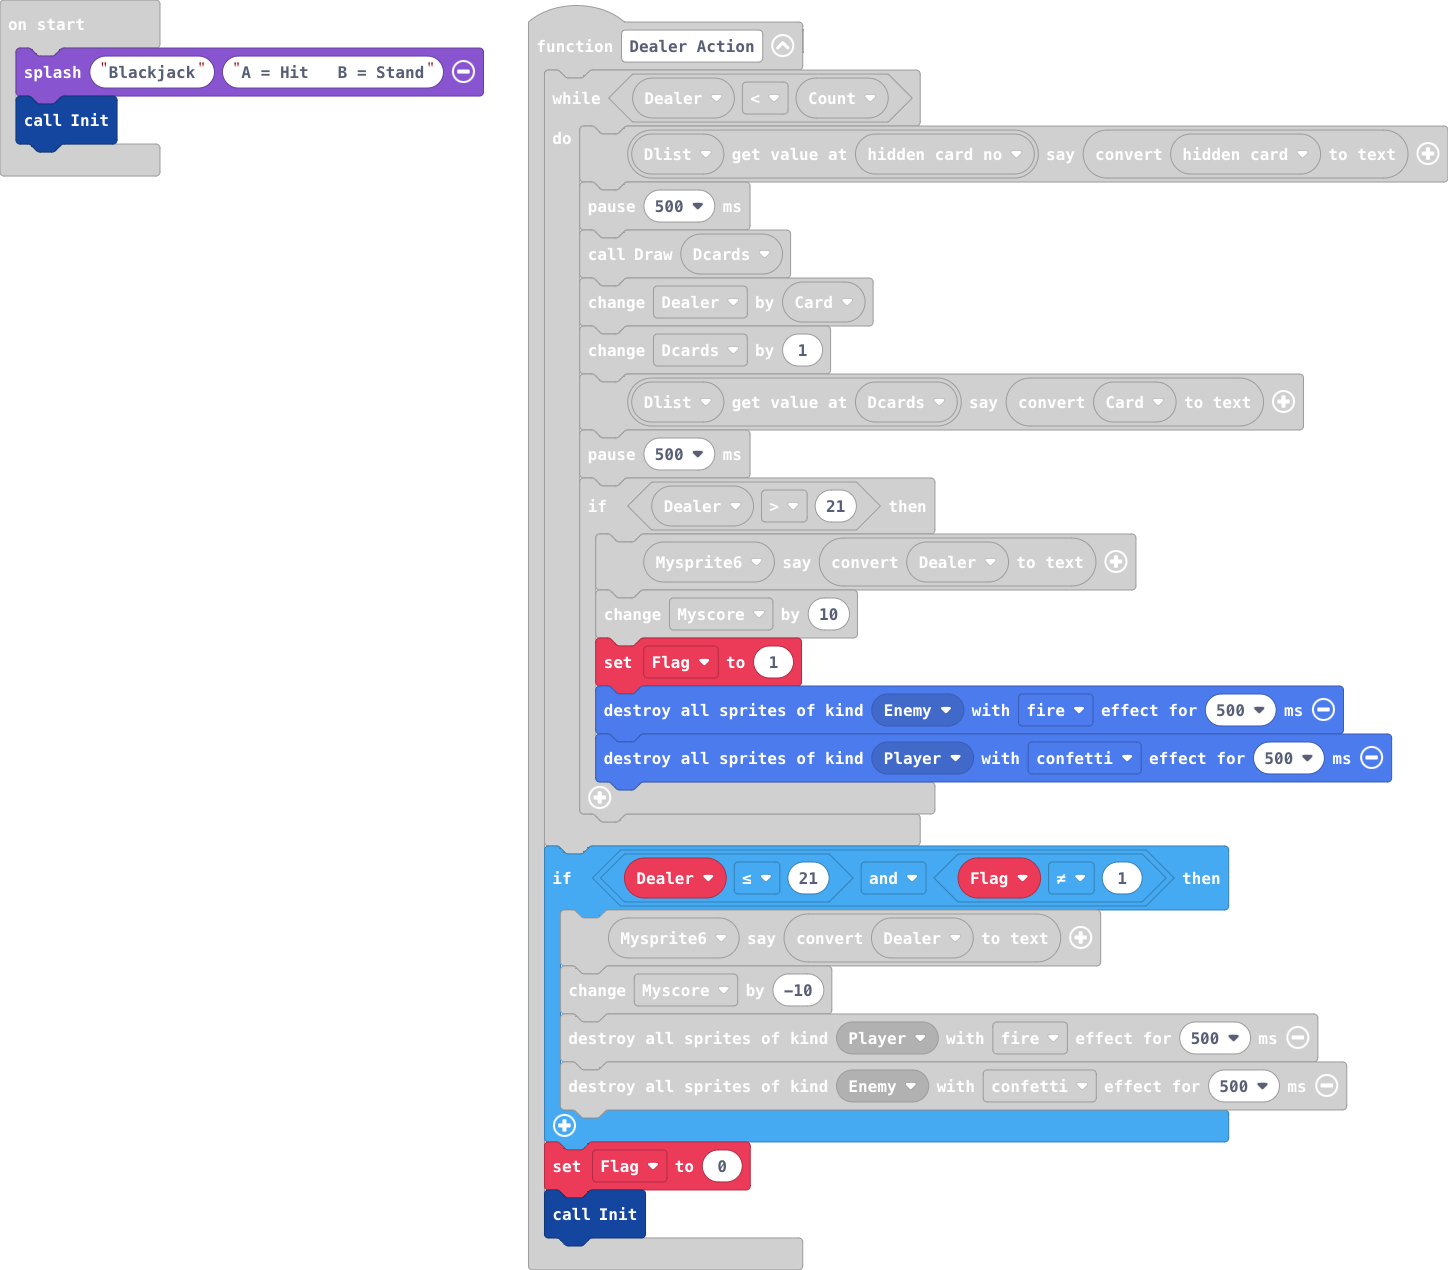 on start
splash "Blackjack" "A = Hit   B = Stand"
call Init
function Dealer Action
while Dealer < Count
do
Dlist get value at hidden card no say convert hidden card to text
pause 500 ms
call Draw Dcards
change Dealer by Card
change Dcards by 1
Dlist get value at Dcards say convert Card to text
pause 500 ms
if Dealer > 21 then
Mysprite6 say convert Dealer to text
change Myscore by 10
set Flag to 1
destroy all sprites of kind Enemy with fire effect for 500 ms
destroy all sprites of kind Player with confetti effect for 500 ms
if Dealer ≤ 21 and Flag ≠ 1 then
Mysprite6 say convert Dealer to text
change Myscore by -10
destroy all sprites of kind Player with fire effect for 500 ms
destroy all sprites of kind Enemy with confetti effect for 500 ms
set Flag to 0
call Init